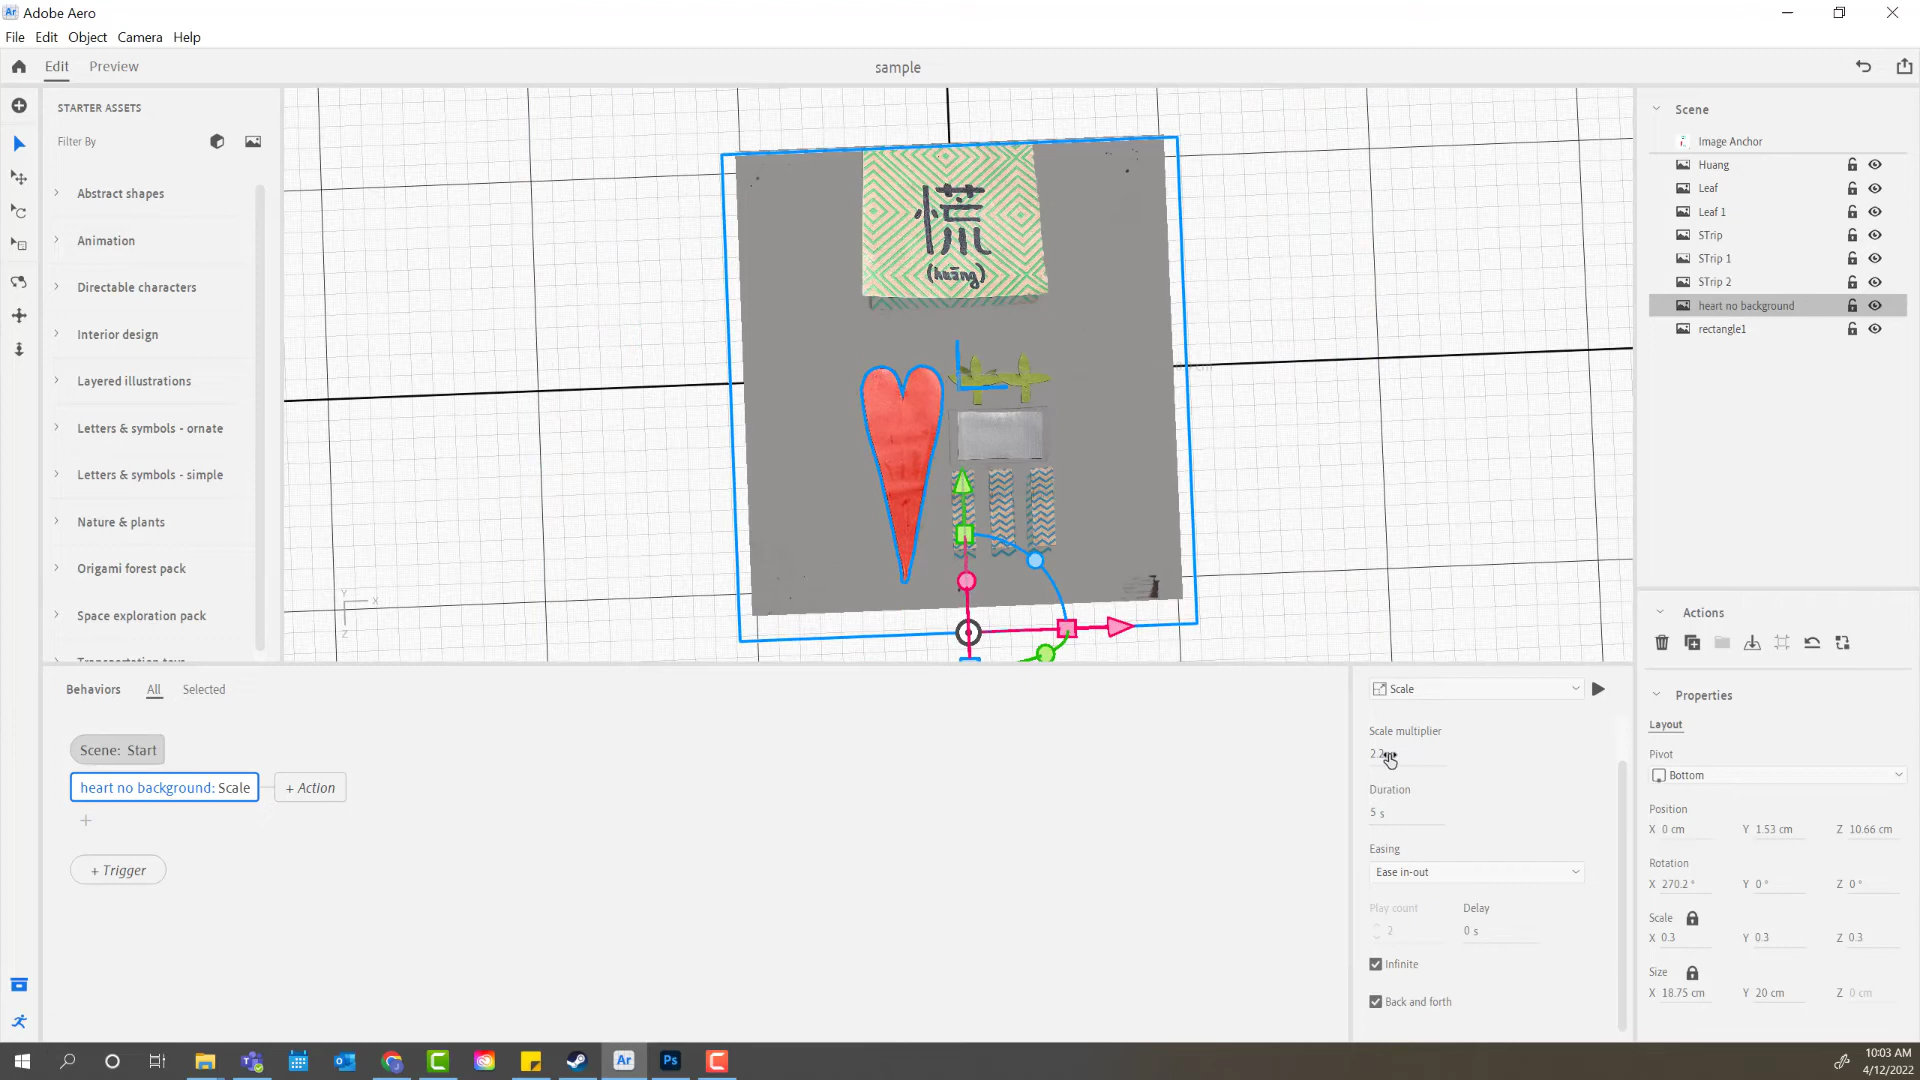 Adobe Aero
File Edit Object Camera Help
Edit Preview
sample
STARTER ASSETS
Filter By
Abstract shapes
Animation
Directable characters
Interior design
Layered illustrations
Letters & symbols - ornate
Letters & symbols - simple
Nature & plants
Origami forest pack
Space exploration pack
慌
(huāng)
Y X
Z
Scene
Image Anchor
Huang
Leaf
Leaf 1
STrip
STrip 1
STrip 2
heart no background
rectangle1
Actions
Behaviors All Selected
Scene: Start
heart no background: Scale + Action
+ Trigger
Scale
Scale multiplier
Duration
5 s
Easing
Ease in-out
Play count Delay
2 0 s
Infinite
Back and forth
Properties
Layout
Pivot
Bottom
Position
X 0 cm Y 1.53 cm Z 10.66 cm
Rotation
X 270.2 ° Y 0 ° Z 0 °
Scale
X 0.3 Y 0.3 Z 0.3
Size
X 18.75 cm Y 20 cm Z 0 cm
Ar Ps
10:03 AM
4/12/2022